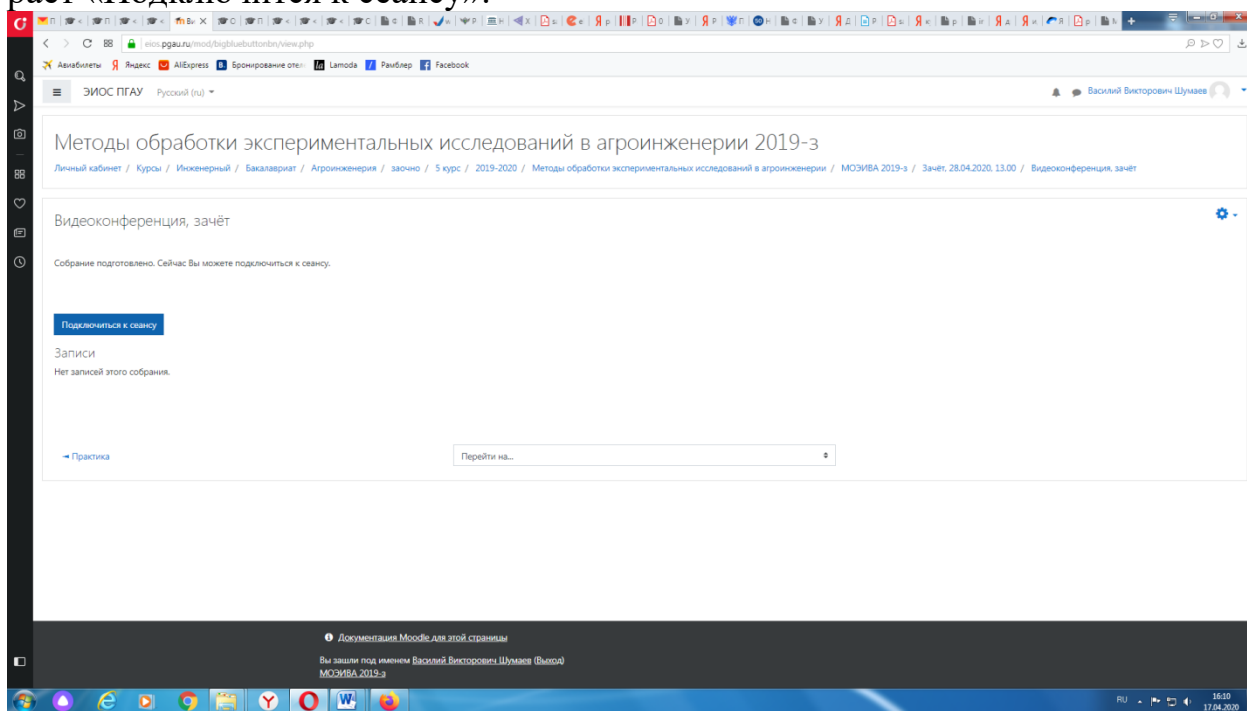 раст «Подключится к сеансу».
eios.pgau.ru/mod/bigbluebuttonbn/view.php
Авиабилеты Яндекс AliExpress Бронирование отел Lamoda Рамблер Facebook
ЭИОС ПГАУ Русский (ru)
Василий Викторович Шумаев
Методы обработки экспериментальных исследований в агроинженерии 2019-з
Личный кабинет / Курсы / Инженерный / Бакалавриат / Агроинженерия / заочно / 5 курс / 2019-2020 / Методы обработки экспериментальных исследований в агроинженерии / МОЭИВА 2019-з / Зачёт, 28.04.2020, 13.00 / Видеоконференция, зачёт
Видеоконференция, зачёт
Собрание подготовлено. Сейчас Вы можете подключиться к сеансу.
Подключиться к сеансу
Записи
Нет записей этого собрания.
◄ Практика
Перейти на...
Документация Moodle для этой страницы
Вы зашли под именем Василий Викторович Шумаев (Выход)
МОЭИВА 2019-з
RU
16:10
17.04.2020